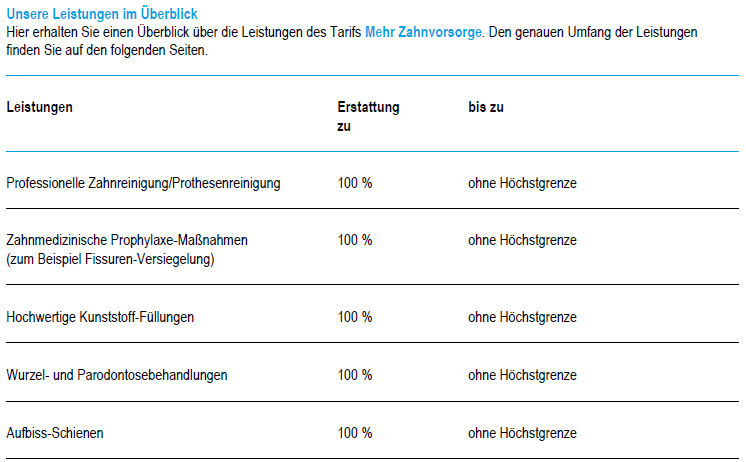 Unsere Leistungen im Überblick
Hier erhalten Sie einen Überblick über die Leistungen des Tarifs Mehr Zahnvorsorge. Den genauen Umfang der Leistungen
finden Sie auf den folgenden Seiten.
Leistungen Erstattung bis zu
zu
Professionelle Zahnreinigung/Prothesenreinigung 100 % ohne Höchstgrenze
Zahnmedizinische Prophylaxe-Maßnahmen 100 % ohne Höchstgrenze
(zum Beispiel Fissuren-Versiegelung)
Hochwertige Kunststoff-Füllungen 100 % ohne Höchstgrenze
Wurzel- und Parodontosebehandlungen 100 % ohne Höchstgrenze
Aufbiss-Schienen 100 % ohne Höchstgrenze